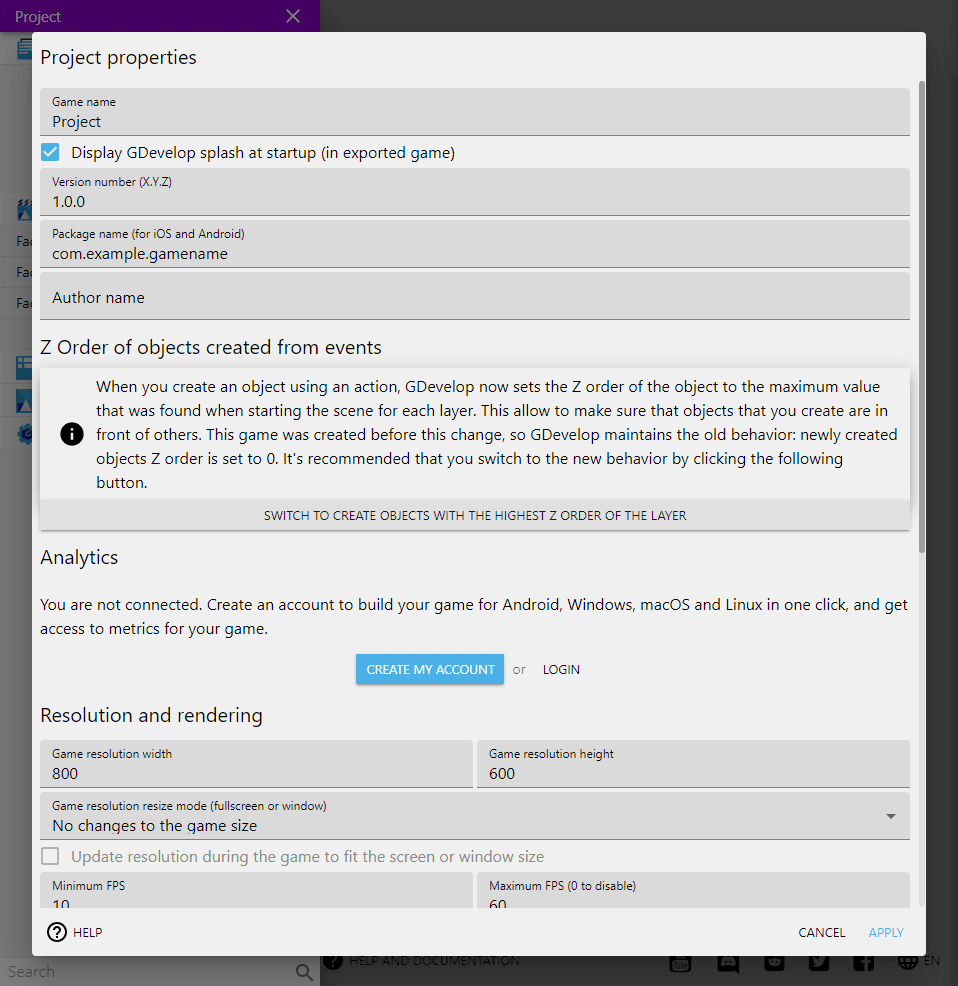 Project
Project properties
Game name
Project
Display GDevelop splash at startup (in exported game)
Version number (X.Y.Z)
1.0.0
Package name (for iOS and Android)
com.example.gamename
Author name
Z Order of objects created from events
When you create an object using an action, GDevelop now sets the Z order of the object to the maximum value
that was found when starting the scene for each layer. This allow to make sure that objects that you create are in
front of others. This game was created before this change, so GDevelop maintains the old behavior: newly created
objects Z order is set to 0. It's recommended that you switch to the new behavior by clicking the following
button.
SWITCH TO CREATE OBJECTS WITH THE HIGHEST Z ORDER OF THE LAYER
Analytics
You are not connected. Create an account to build your game for Android, Windows, macOS and Linux in one click, and get
access to metrics for your game.
CREATE MY ACCOUNT or LOGIN
Resolution and rendering
Game resolution width
800
Game resolution height
600
Game resolution resize mode (fullscreen or window)
No changes to the game size
Update resolution during the game to fit the screen or window size
Minimum FPS
10
Maximum FPS (0 to disable)
60
HELP
CANCEL
APPLY
Fac
Fac
Fac
Search
HELP AND DOCUMENTATION
You
EN